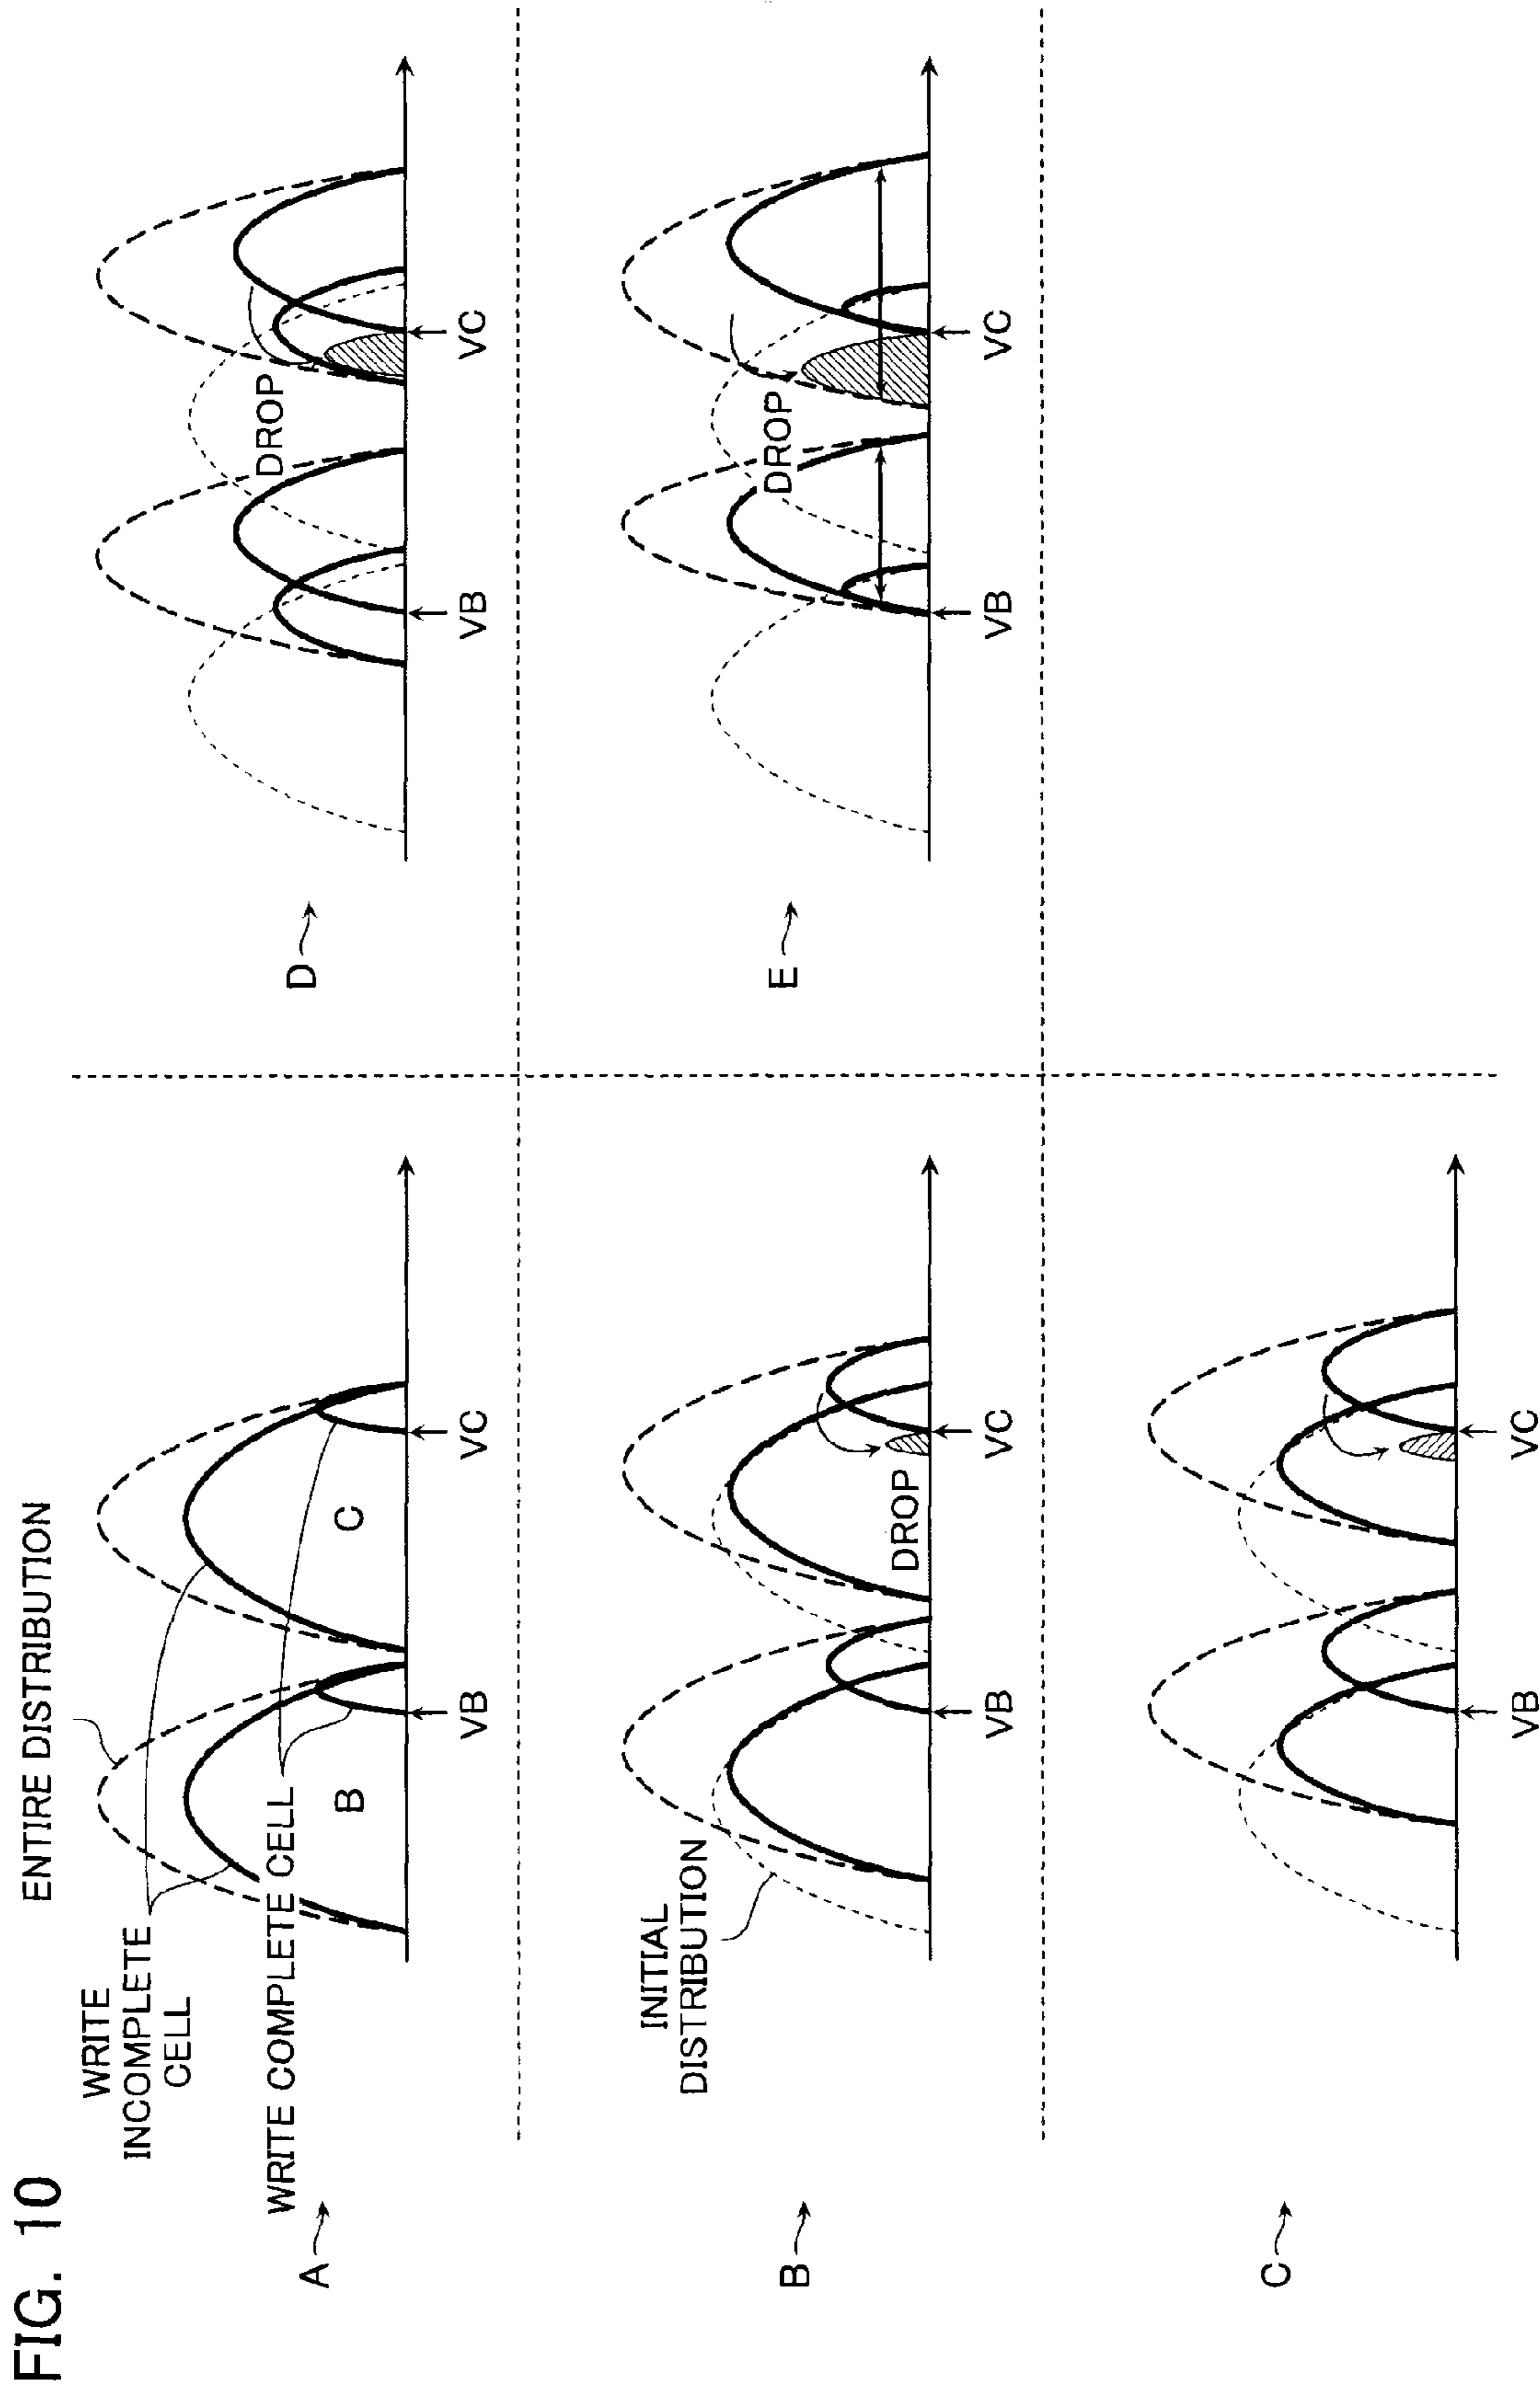 FIG. 10
A
WRITE
INCOMPLETE
CELL
WRITE COMPLETE CELL
ENTIRE DISTRIBUTION
B
C
VB
VC
B
INITIAL
DISTRIBUTION
DROP
VB
VC
C
VB
VC
D
DROP
VB
VC
E
DROP
VB
VC